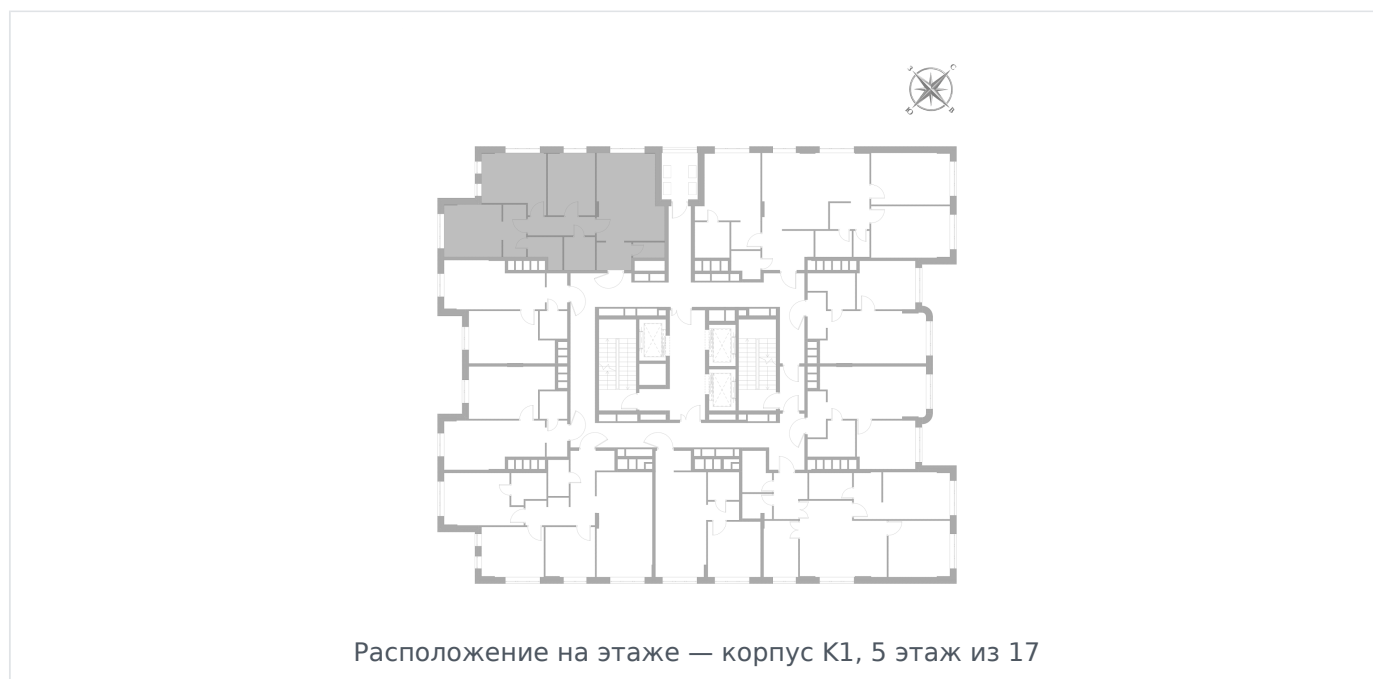 З С
Ю В
Расположение на этаже — корпус К1, 5 этаж из 17